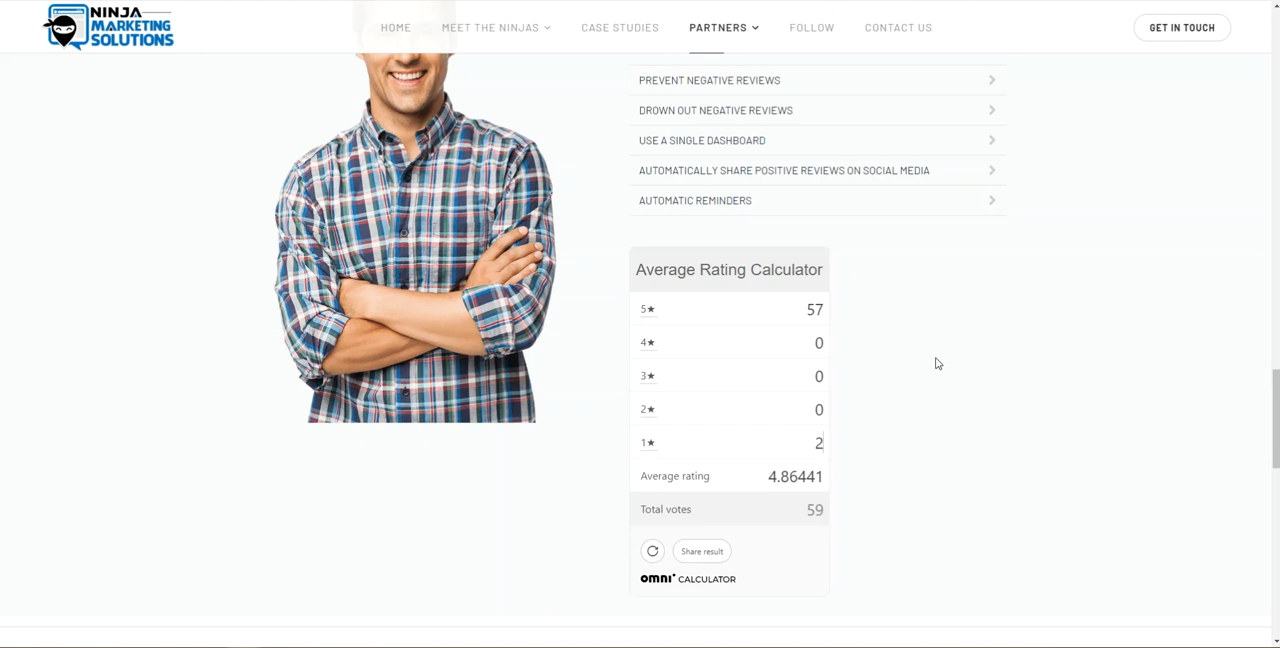 NINJA
MARKETING
SOLUTIONS
HOME
MEET THE NINJAS
CASE STUDIES
PARTNERS
FOLLOW
CONTACT US
GET IN TOUCH
PREVENT NEGATIVE REVIEWS
DROWN OUT NEGATIVE REVIEWS
USE A SINGLE DASHBOARD
AUTOMATICALLY SHARE POSITIVE REVIEWS ON SOCIAL MEDIA
AUTOMATIC REMINDERS
Average Rating Calculator
5★ 57
4★ 0
3★ 0
2★ 0
1★ 2
Average rating 4.86441
Total votes 59
Share result
omni CALCULATOR